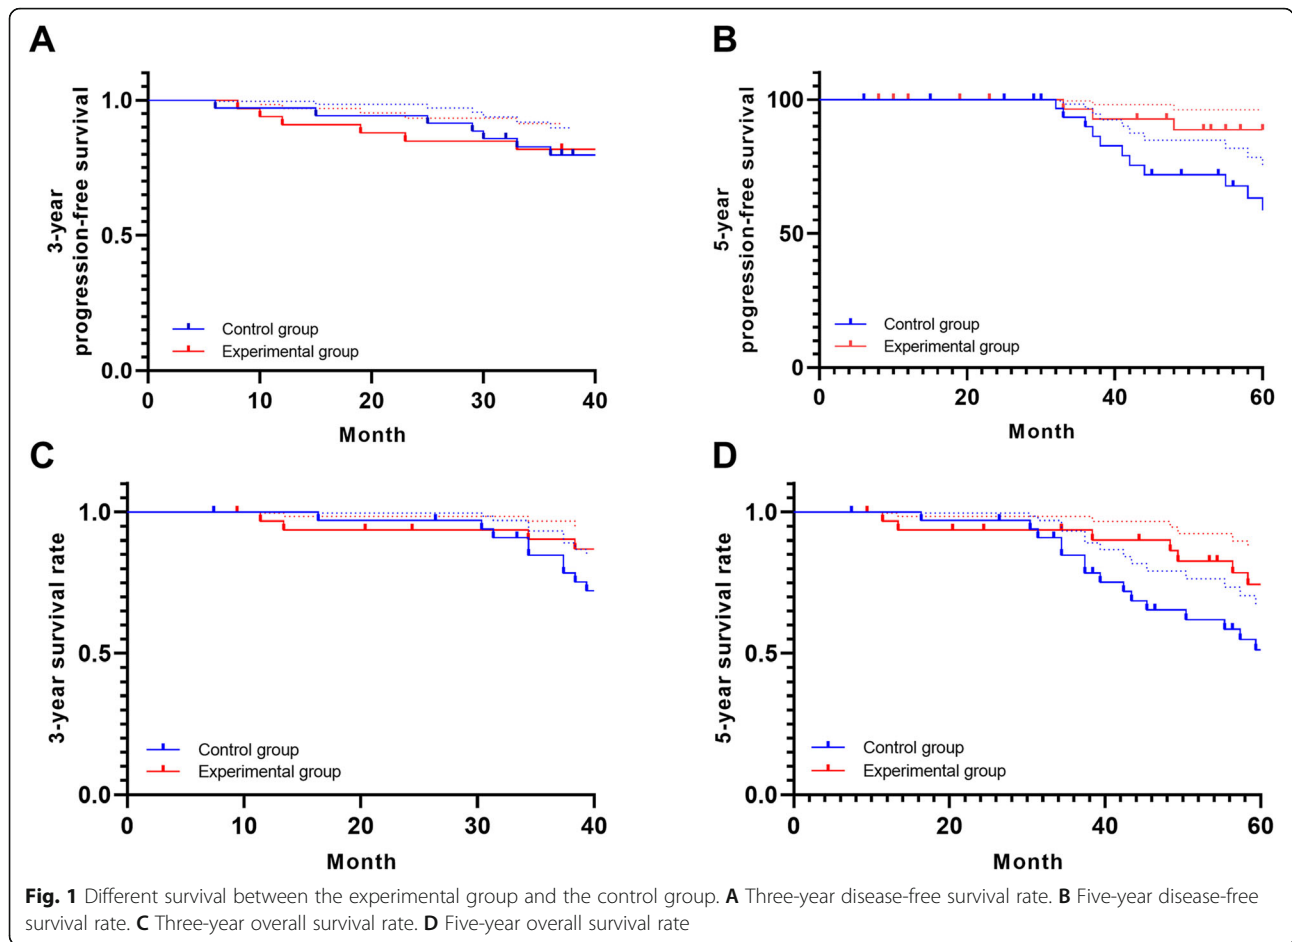 A
3-year
progression-free survival
1.0
0.5
0.0
0 10 20 30 40
Month
Control group
Experimental group
B
5-year
progression-free survival
100
50
0
0 20 40 60
Month
Control group
Experimental group
C
3-year survival rate
1.0
0.5
0.0
0 10 20 30 40
Month
Control group
Experimental group
D
5-year survival rate
1.0
0.5
0.0
0 20 40 60
Month
Control group
Experimental group
Fig. 1 Different survival between the experimental group and the control group. A Three-year disease-free survival rate. B Five-year disease-free
survival rate. C Three-year overall survival rate. D Five-year overall survival rate